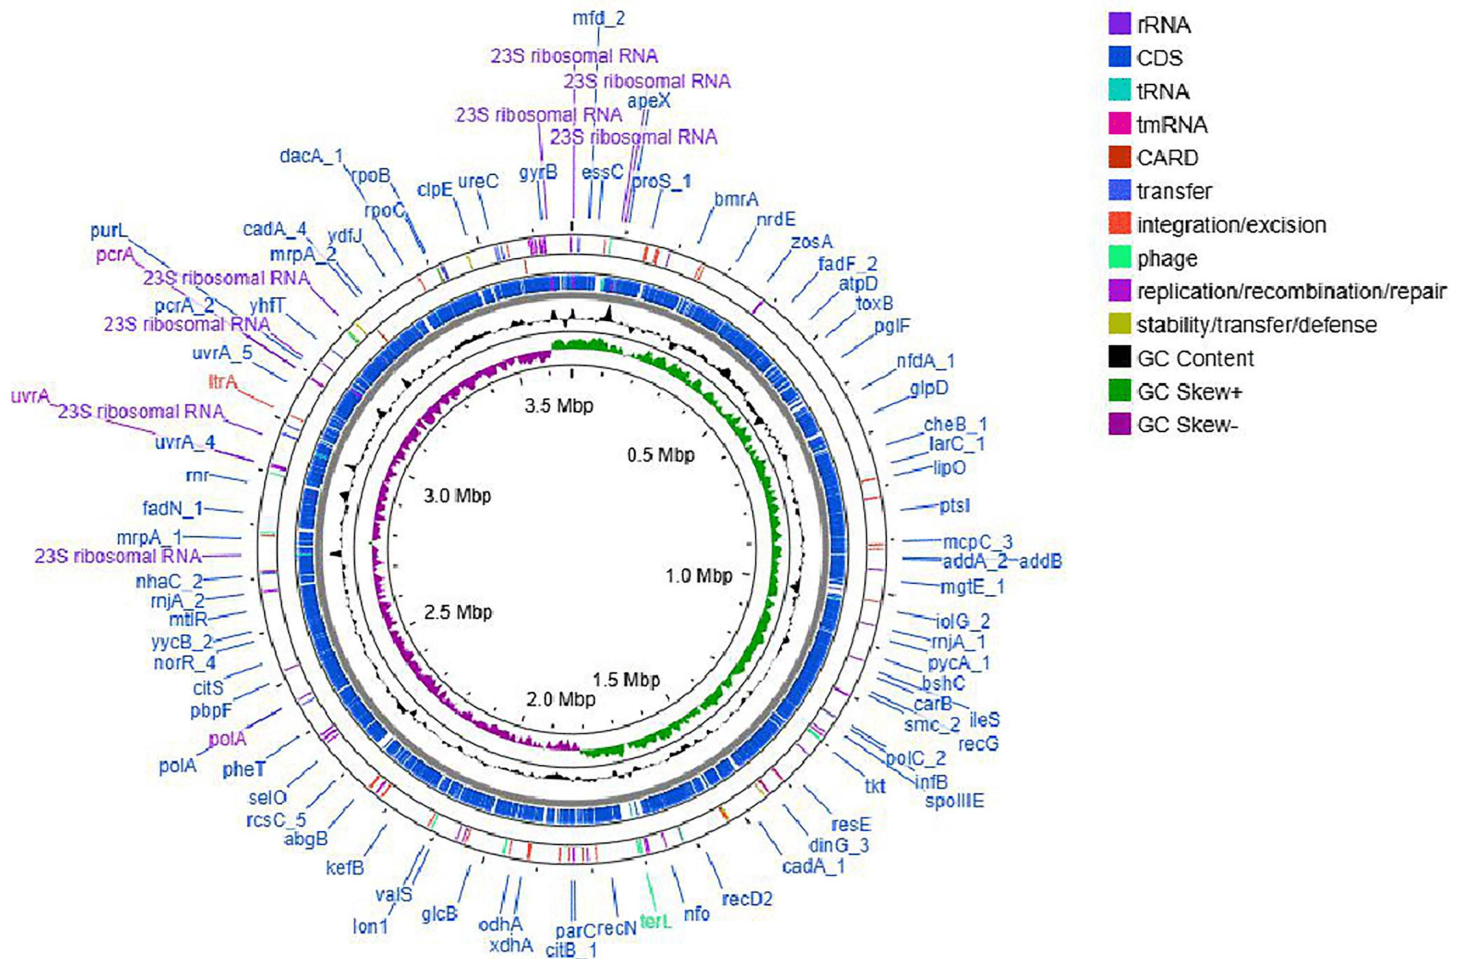 mfd_2
23S ribosomal RNA
23S ribosomal RNA
apeX
23S ribosomal RNA
23S ribosomal RNA
dacA_1
rpoB
clpE
ureC
gyrB
essC
proS_1
bmrA
nrdE
zosA
fadF_2
atpD
toxB
pglF
nfdA_1
glpD
cheB_1
larC_1
lipO
ptsI
mcpC_3
addA_2
addB
mgtE_1
iolG_2
rnjA_1
pycA_1
bshC
carB
ileS
smc_2
recG
polC_2
infB
spoIIIE
tkt
resE
dinG_3
cadA_1
recD2
nfo
terL
recN
parC
citB_1
odhA
xdhA
glcB
valS
lon1
kefB
abgB
rcsC_5
selO
pheT
polA
polA
pbpF
citS
norR_4
yycB_2
mtlR
rnjA_2
nhaC_2
23S ribosomal RNA
mrpA_1
fadN_1
rnr
uvrA_4
23S ribosomal RNA
uvrA
ltrA
uvrA_5
23S ribosomal RNA
pcrA_2
yhfT
23S ribosomal RNA
pcrA
purL
mrpA_2
cadA_4
ydfJ
rpoC
3.5 Mbp
0.5 Mbp
3.0 Mbp
1.0 Mbp
2.5 Mbp
1.5 Mbp
2.0 Mbp
rRNA
CDS
tRNA
tmRNA
CARD
transfer
integration/excision
phage
replication/recombination/repair
stability/transfer/defense
GC Content
GC Skew+
GC Skew-